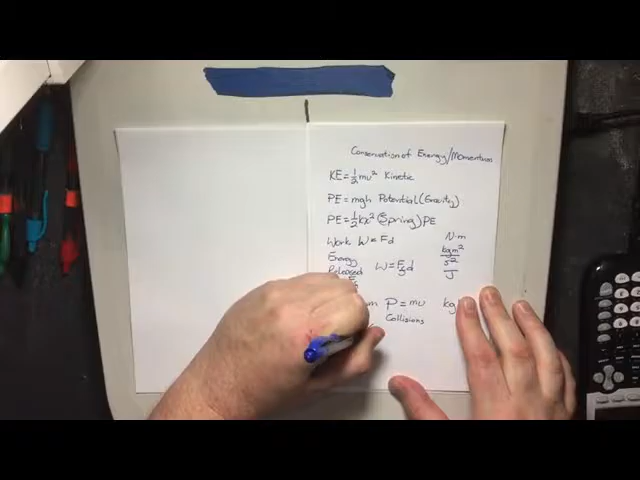 Conservation of Energy/Momentum
KE = ½mv² Kinetic
PE = mgh Potential (Gravity)
PE = ½kx² (Spring) PE
Work W = Fd
N·m
kgm²/s²
J
Energy
Released
W = Ffd
P = mv
kg
Collisions